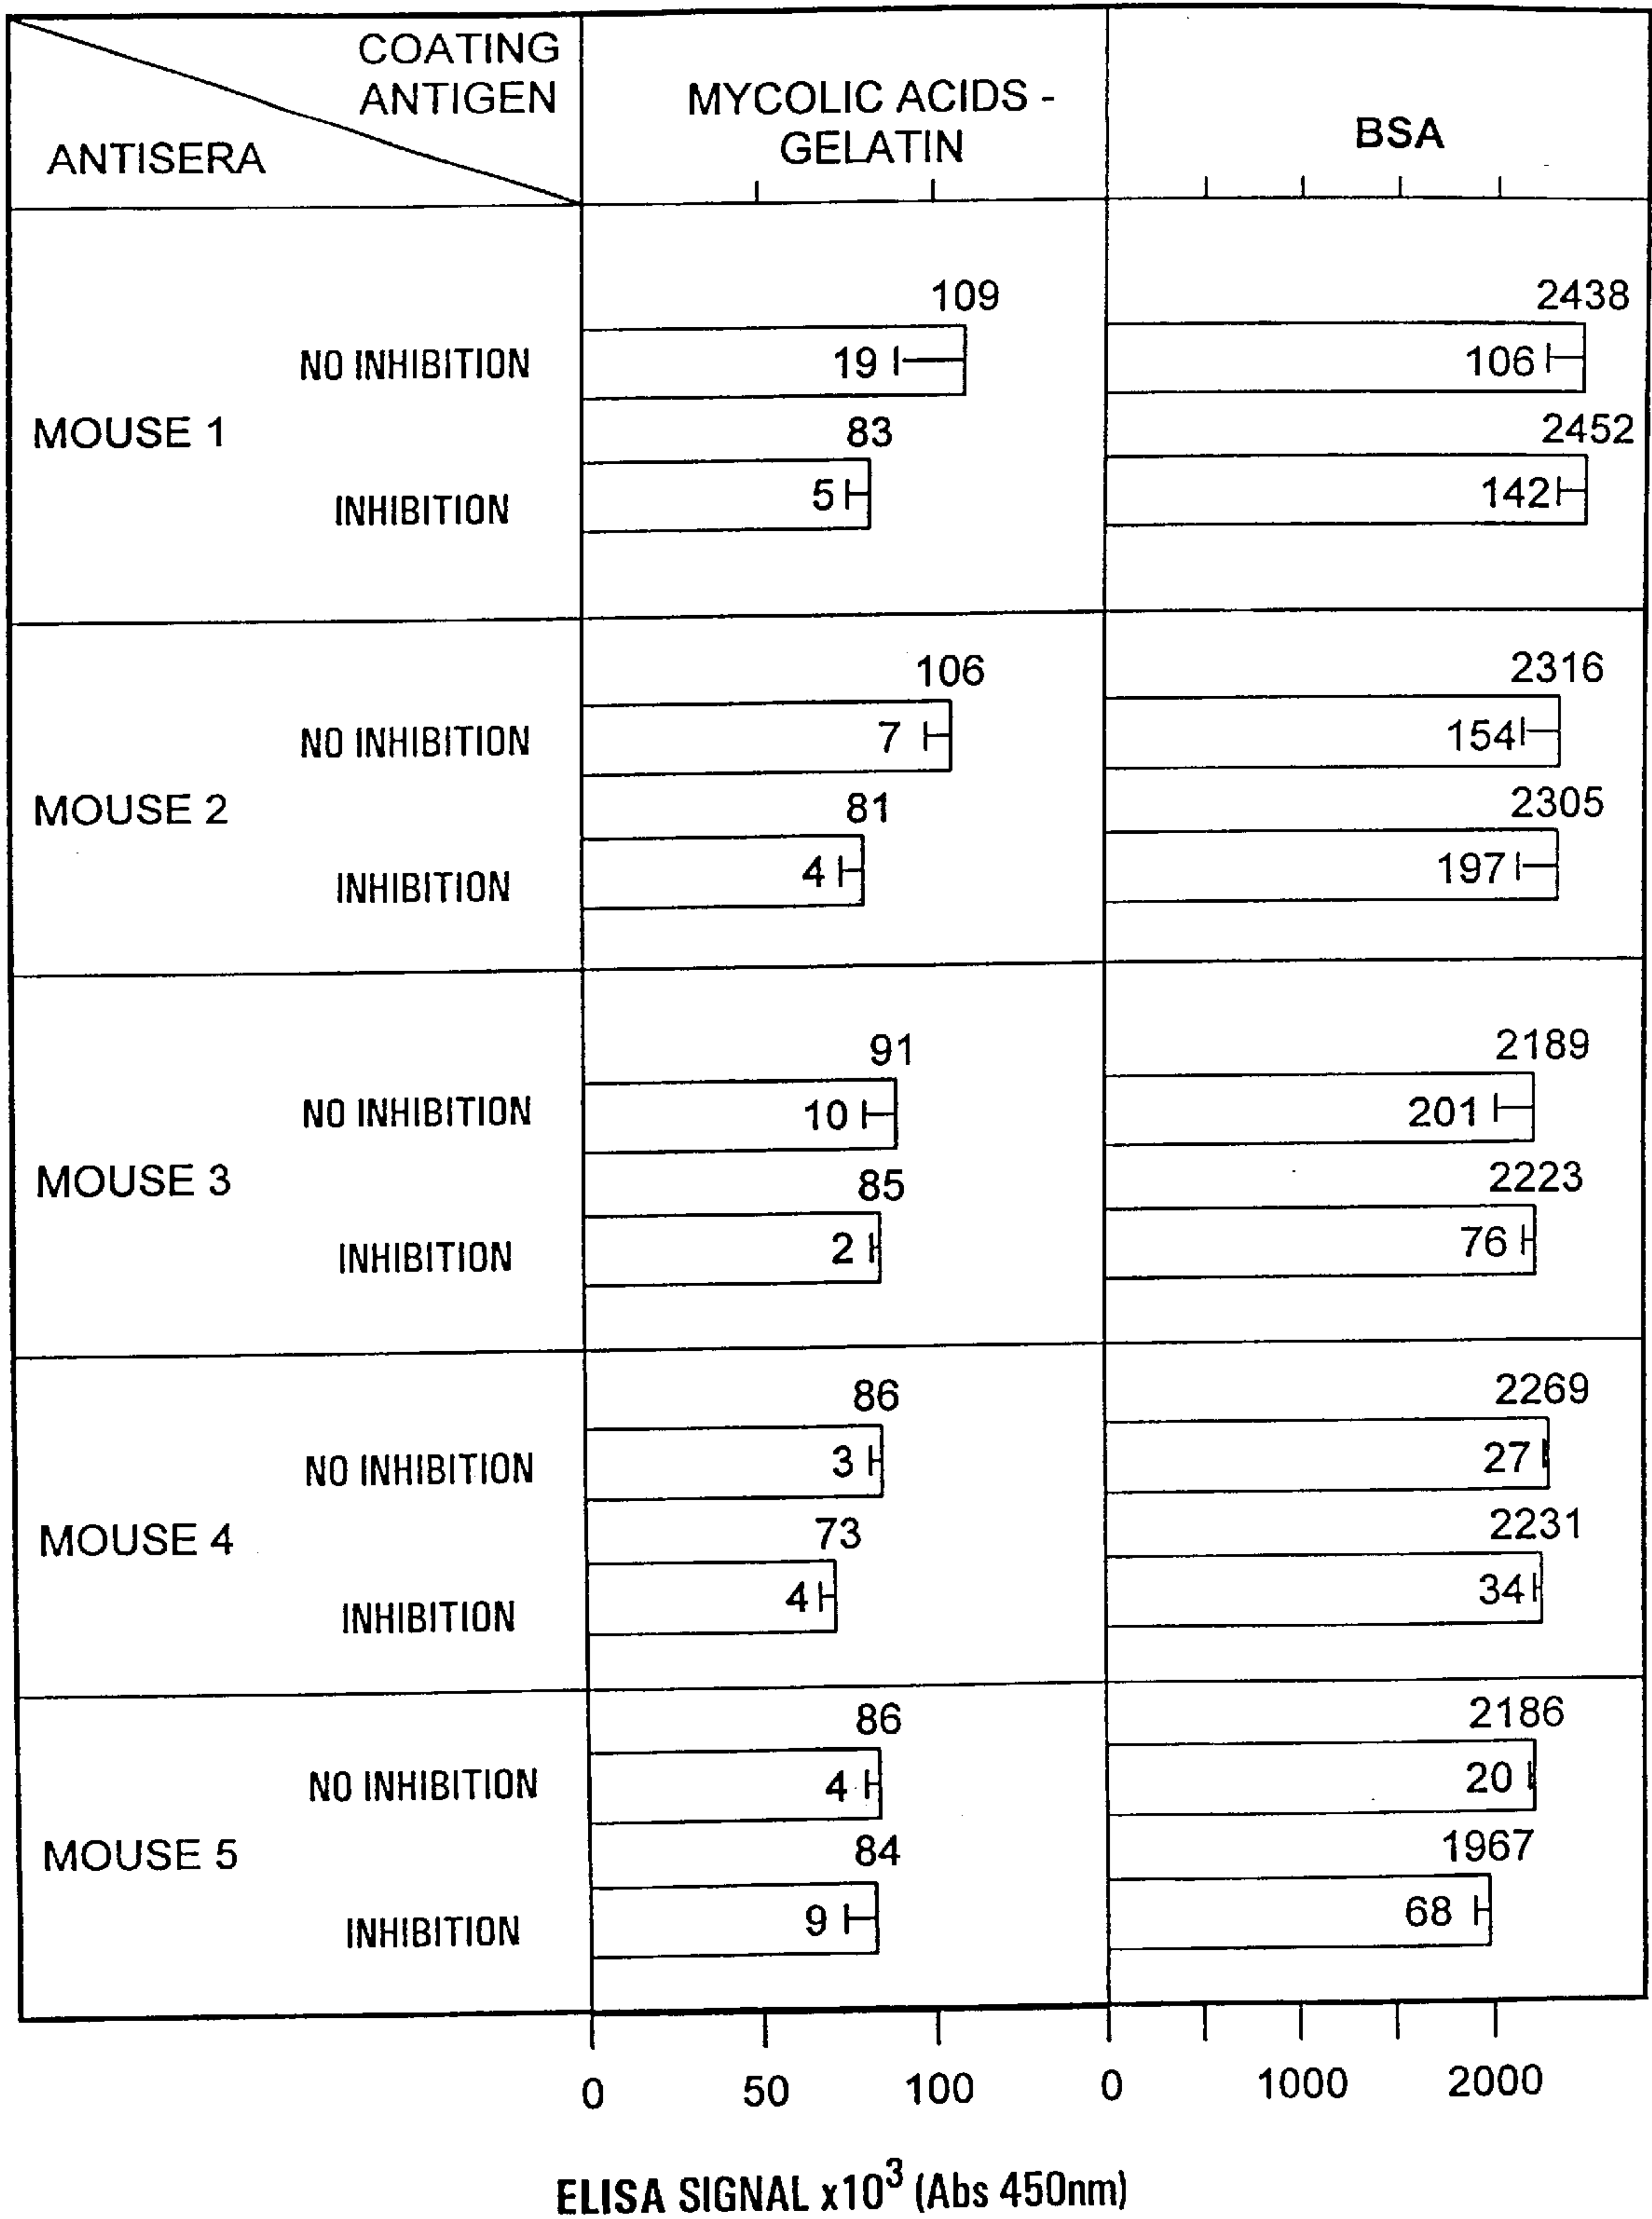 COATING
ANTIGEN
ANTISERA
MYCOLIC ACIDS -
GELATIN
BSA
109
2438
NO INHIBITION
19
106
MOUSE 1
83
2452
INHIBITION
5
142
106
2316
NO INHIBITION
7
154
MOUSE 2
81
2305
INHIBITION
4
197
91
2189
NO INHIBITION
10
201
MOUSE 3
85
2223
INHIBITION
2
76
86
2269
NO INHIBITION
3
27
MOUSE 4
73
2231
INHIBITION
4
34
86
2186
NO INHIBITION
4
20
MOUSE 5
84
1967
INHIBITION
9
68
0 50 100 0 1000 2000
ELISA SIGNAL x10³ (Abs 450nm)